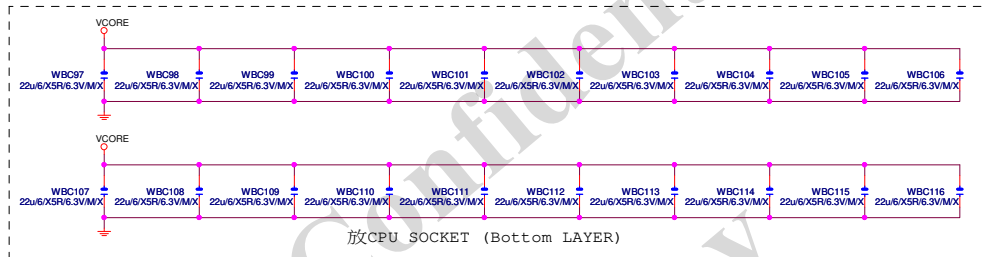 VCORE
WBC97 WBC98 WBC99 WBC100 WBC101 WBC102 WBC103 WBC104 WBC105 WBC106
22u/6/X5R/6.3V/M/X 22u/6/X5R/6.3V/M/X 22u/6/X5R/6.3V/M/X 22u/6/X5R/6.3V/M/X 22u/6/X5R/6.3V/M/X 22u/6/X5R/6.3V/M/X 22u/6/X5R/6.3V/M/X 22u/6/X5R/6.3V/M/X 22u/6/X5R/6.3V/M/X 22u/6/X5R/6.3V/M/X
VCORE
WBC107 WBC108 WBC109 WBC110 WBC111 WBC112 WBC113 WBC114 WBC115 WBC116
22u/6/X5R/6.3V/M/X 22u/6/X5R/6.3V/M/X 22u/6/X5R/6.3V/M/X 22u/6/X5R/6.3V/M/X 22u/6/X5R/6.3V/M/X 22u/6/X5R/6.3V/M/X 22u/6/X5R/6.3V/M/X 22u/6/X5R/6.3V/M/X 22u/6/X5R/6.3V/M/X 22u/6/X5R/6.3V/M/X
放CPU SOCKET (Bottom LAYER)
Confiden